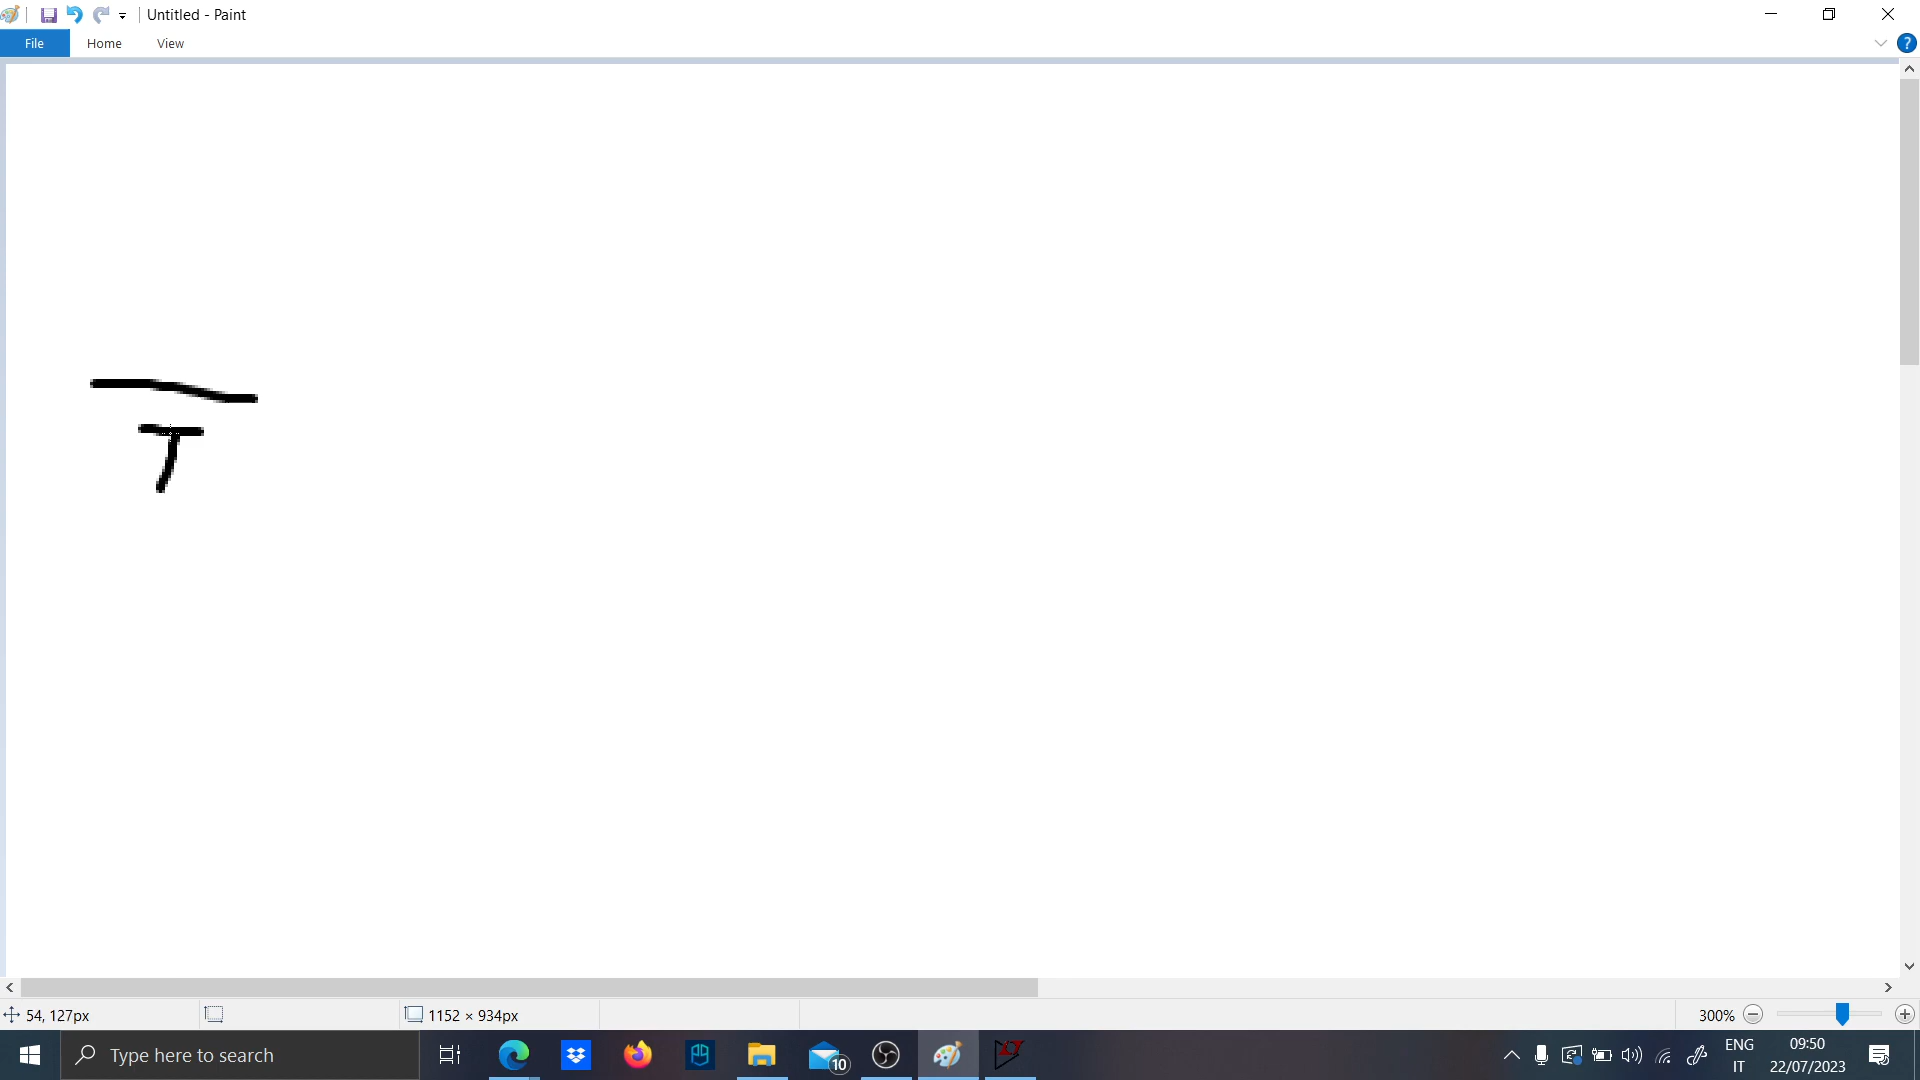 Untitled - Paint
File Home View
T
54, 127px 1152 × 934px 300%
Type here to search 10 ENG 09:50
IT 22/07/2023